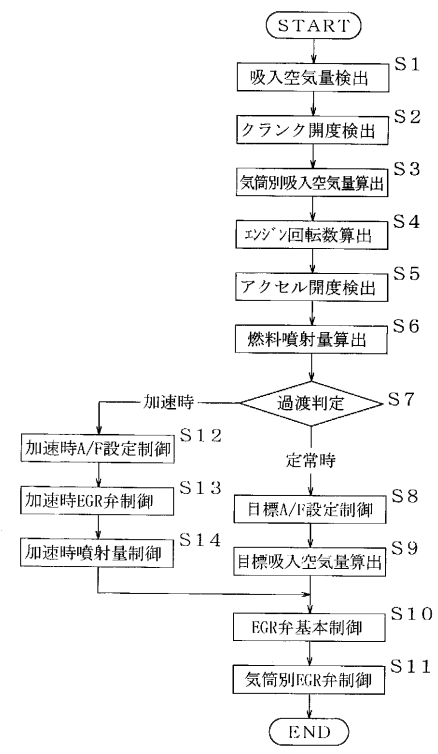 START
S1
吸入空気量検出
S2
クランク開度検出
S3
気筒別吸入空気量算出
S4
エンジン回転数算出
S5
アクセル開度検出
S6
燃料噴射量算出
S7
過渡判定
加速時
定常時
S12
加速時A/F設定制御
S13
加速時EGR弁制御
S14
加速時噴射量制御
S8
目標A/F設定制御
S9
目標吸入空気量算出
S10
EGR弁基本制御
S11
気筒別EGR弁制御
END